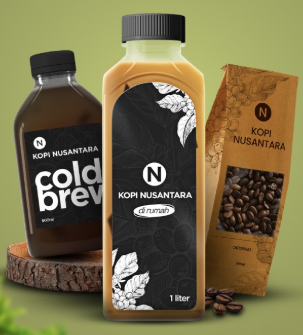 N
KOPI NUSANTARA
cold
brew
N
KOPI NUSANTARA
di rumah
1 liter
N
KOPI
NUSANTARA